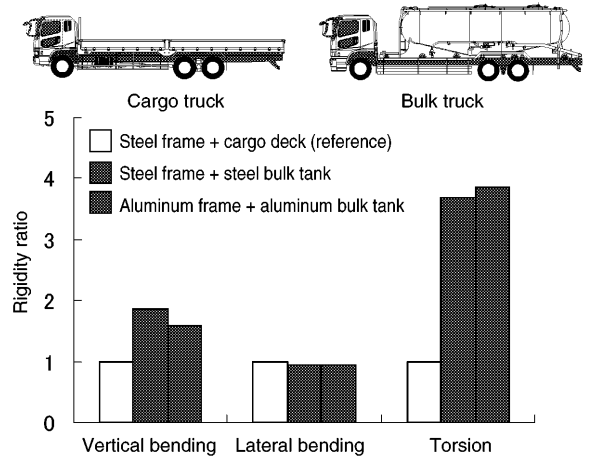 Cargo truck
Bulk truck
Rigidity ratio
5
4
3
2
1
0
Steel frame + cargo deck (reference)
Steel frame + steel bulk tank
Aluminum frame + aluminum bulk tank
Vertical bending
Lateral bending
Torsion